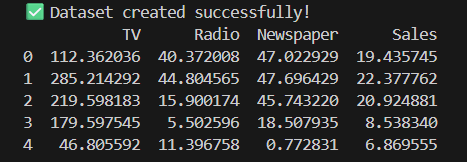 ✅ Dataset created successfully!
TV Radio Newspaper Sales
0 112.362036 40.372008 47.022929 19.435745
1 285.214292 44.804565 47.696429 22.377762
2 219.598183 15.900174 45.743220 20.924881
3 179.597545 5.502596 18.507935 8.538340
4 46.805592 11.396758 0.772831 6.869555